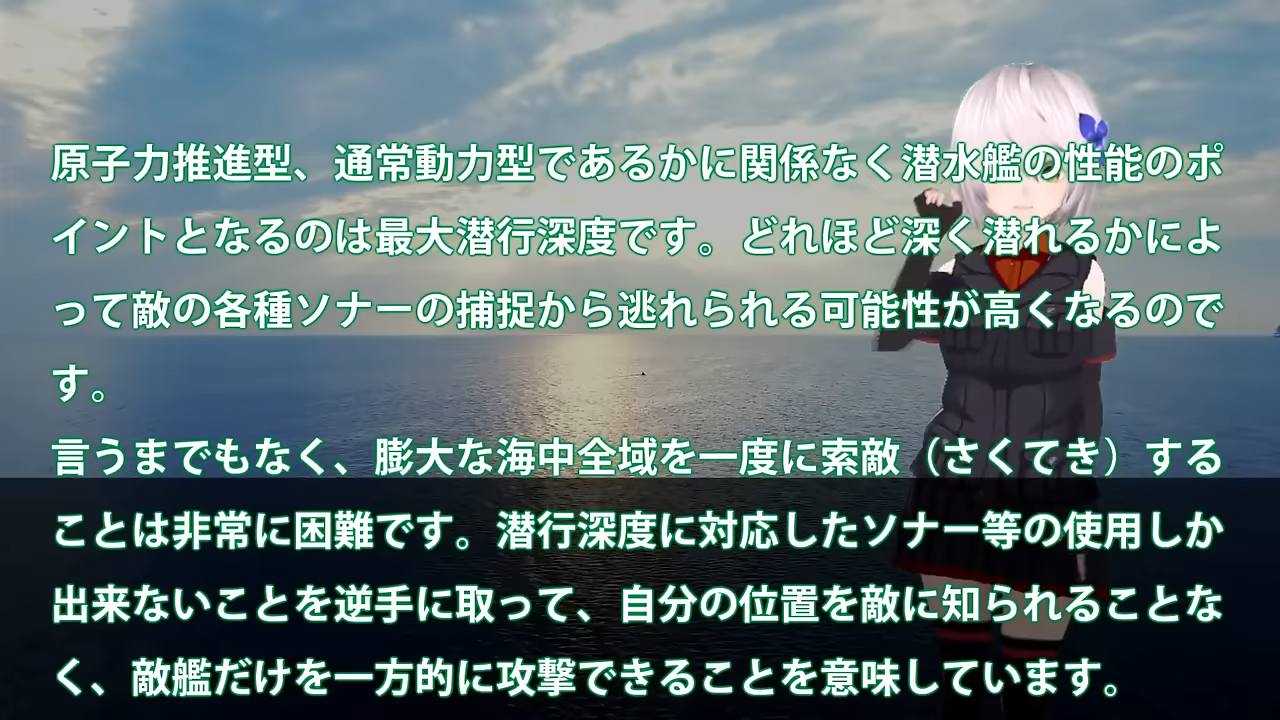 原子力推進型、通常動力型であるかに関係なく潜水艦の性能のポ
イントとなるのは最大潜行深度です。どれほど深く潜れるかによ
って敵の各種ソナーの捕捉から逃れられる可能性が高くなるので
す。
言うまでもなく、膨大な海中全域を一度に索敵（さくてき）する
ことは非常に困難です。潜行深度に対応したソナー等の使用しか
出来ないことを逆手に取って、自分の位置を敵に知られることな
く、敵艦だけを一方的に攻撃できることを意味しています。